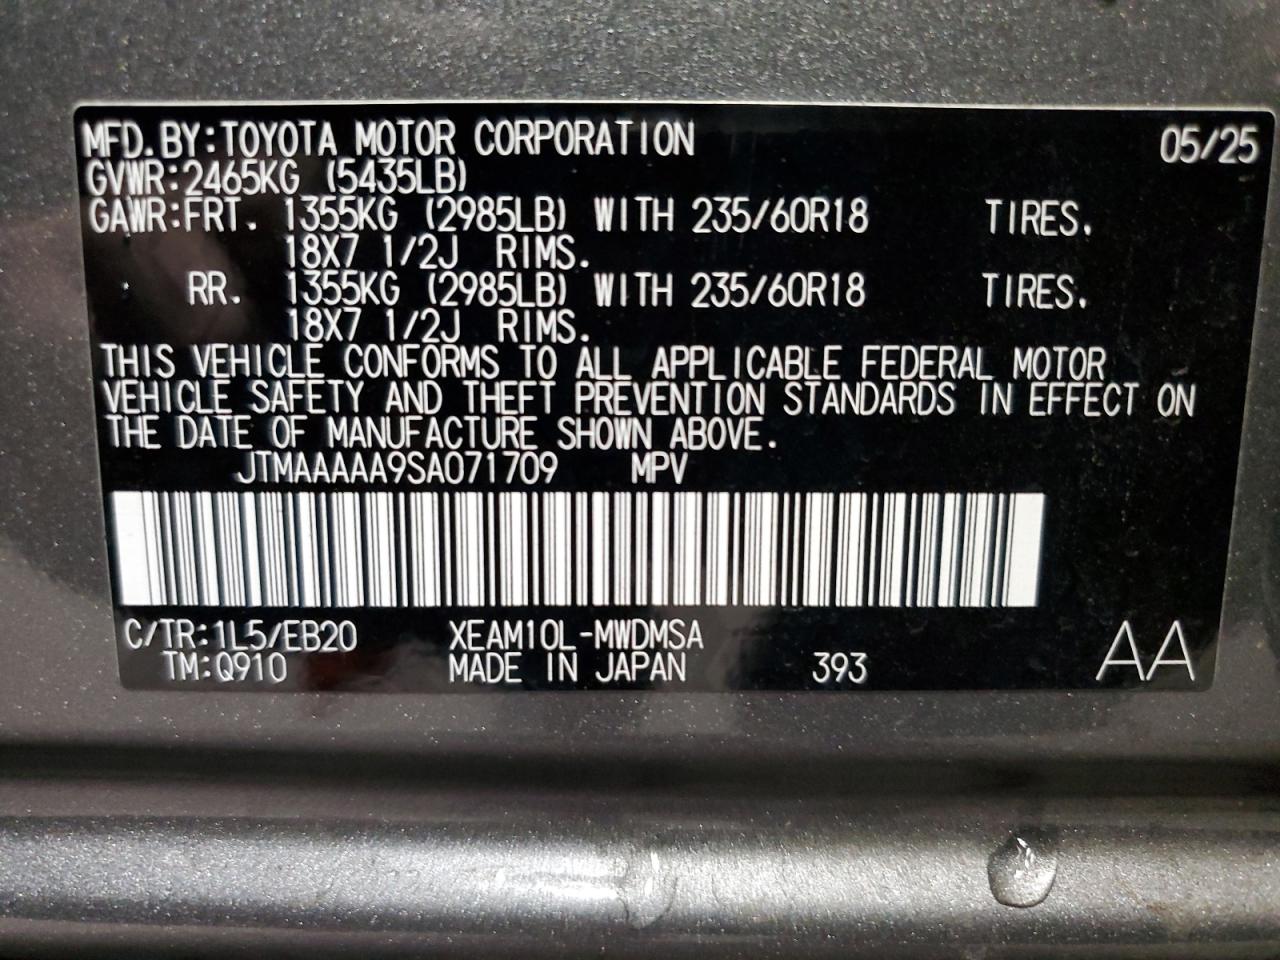 MFD.BY:TOYOTA MOTOR CORPORATION 05/25
GVWR:2465KG (5435LB)
GAWR:FRT. 1355KG (2985LB) WITH 235/60R18 TIRES.
18X7 1/2J RIMS.
RR. 1355KG (2985LB) WITH 235/60R18 TIRES.
18X7 1/2J RIMS.
THIS VEHICLE CONFORMS TO ALL APPLICABLE FEDERAL MOTOR
VEHICLE SAFETY AND THEFT PREVENTION STANDARDS IN EFFECT ON
THE DATE OF MANUFACTURE SHOWN ABOVE.
JTMAAAAA9SA071709 MPV
C/TR:1L5/EB20 XEAM10L-MWDMSA
TM:Q910 MADE IN JAPAN 393 AA